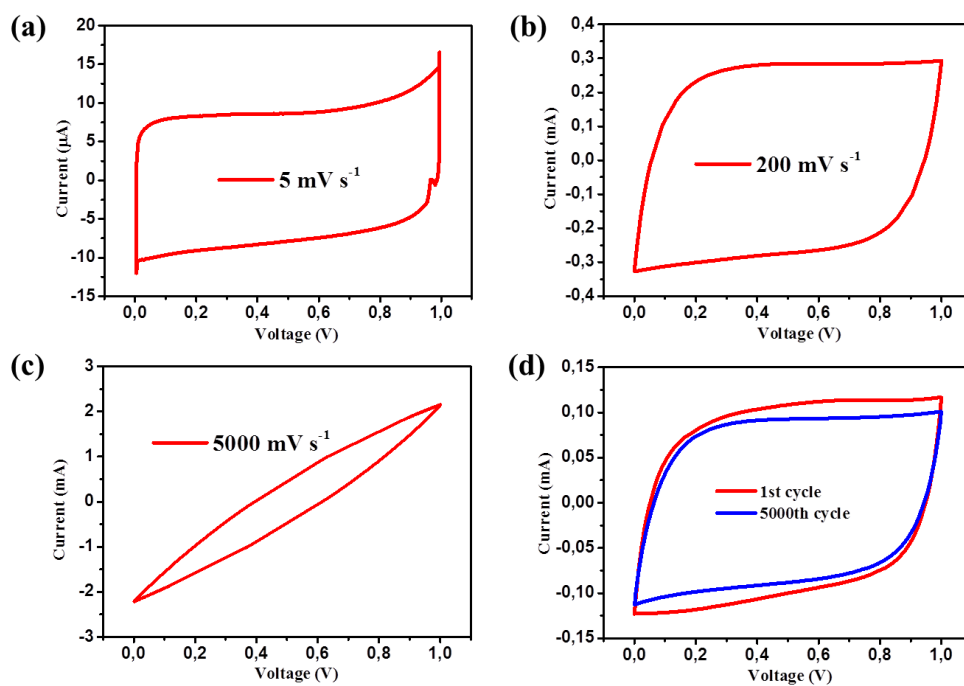 (a)
20
15
10
5
0
-5
-10
-15
Current (µA)
5 mV s-1
0,0 0,2 0,4 0,6 0,8 1,0
Voltage (V)
(b)
0,4
0,3
0,2
0,1
0,0
-0,1
-0,2
-0,3
-0,4
Current (mA)
200 mV s-1
0,0 0,2 0,4 0,6 0,8 1,0
Voltage (V)
(c)
3
2
1
0
-1
-2
-3
Current (mA)
5000 mV s-1
0,0 0,2 0,4 0,6 0,8 1,0
Voltage (V)
(d)
0,15
0,10
0,05
0,00
-0,05
-0,10
-0,15
Current (mA)
1st cycle
5000th cycle
0,0 0,2 0,4 0,6 0,8 1,0
Voltage (V)